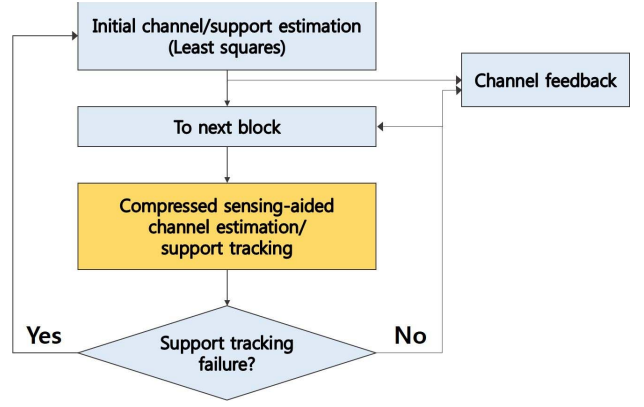 Initial channel/support estimation
(Least squares)
Channel feedback
To next block
Compressed sensing-aided
channel estimation/
support tracking
Yes
No
Support tracking
failure?